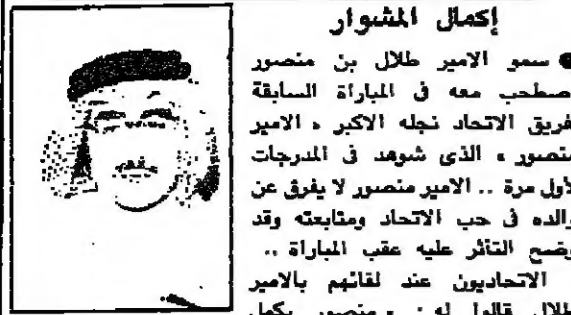 إكمال المشوار
● سمو الامير طلال بن منصور
اصطحب معه فى المباراة السابقة
لفريق الاتحاد نجله الاكبر « الامير
منصور » الذى شوهد فى المدرجات
لأول مرة .. الامير منصور لا يفرق عن
والده فى حب الاتحاد ومتابعته وقد
وضح التأثر عليه عقب المباراة ..
الاتحاديون عند لقائهم بالامير
طلال قالوا له : « منصور يكمل